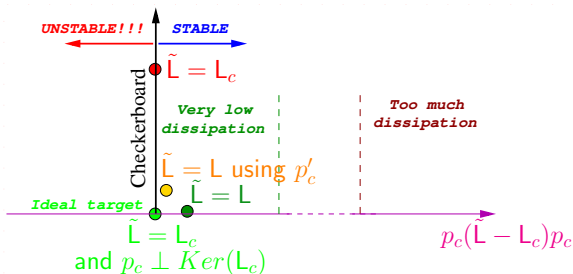 UNSTABLE!!! STABLE
L̃ = L_c
Checkerboard
Very low
dissipation
Too much
dissipation
L̃ = L using p'_c
L̃ = L
Ideal target
L̃ = L_c
and p_c ⊥ Ker(L_c)
p_c(L̃ − L_c)p_c